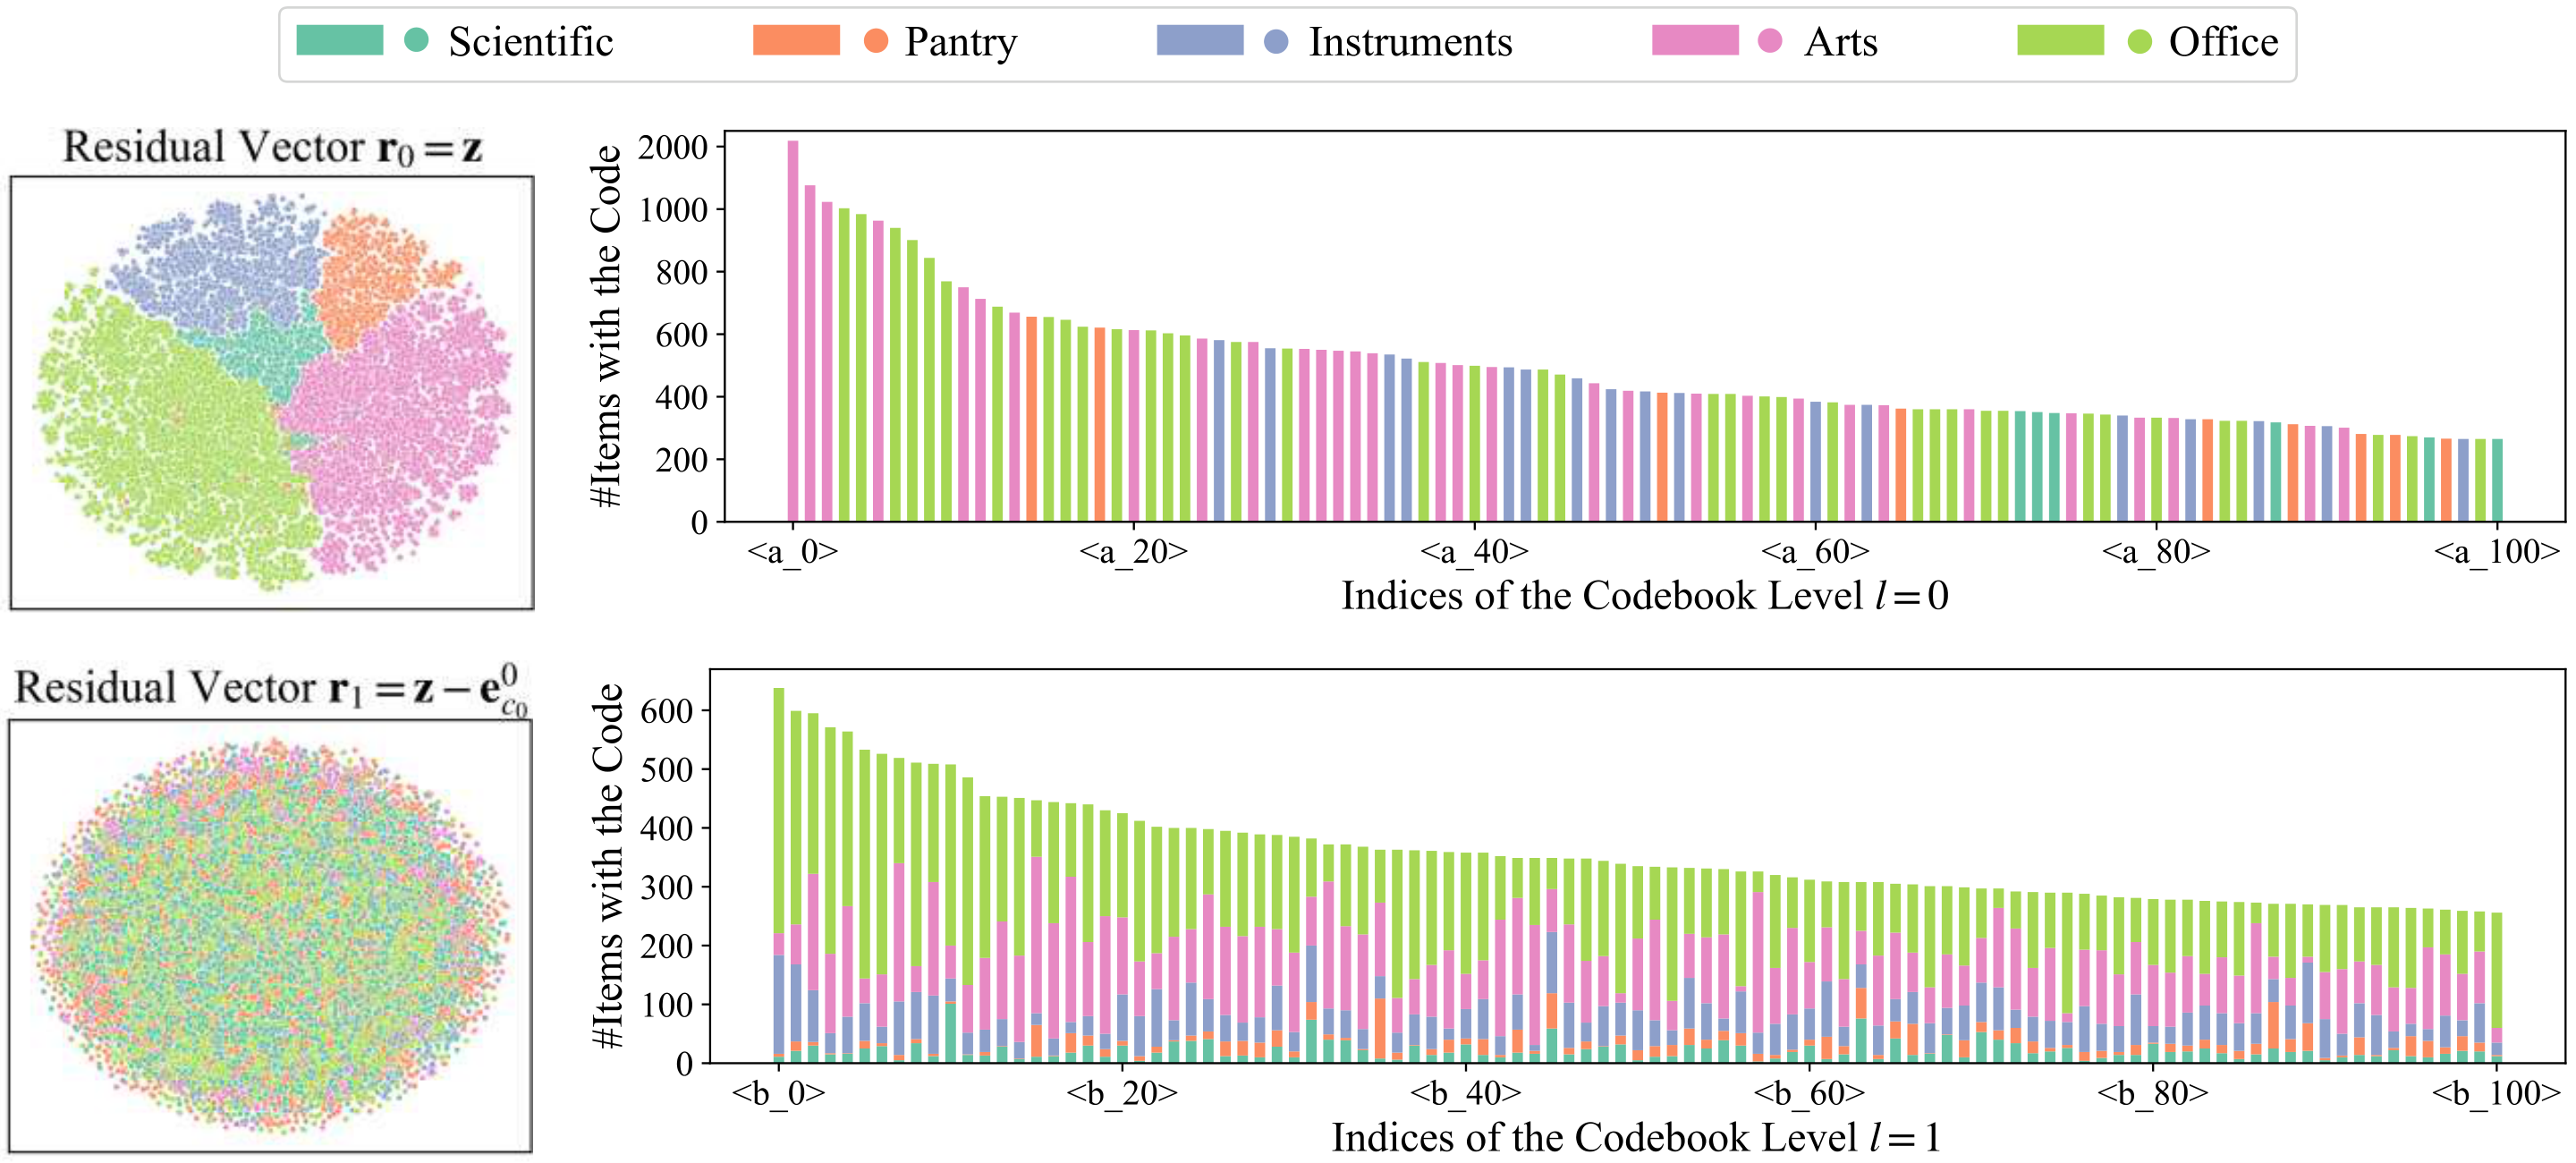 Scientific Pantry Instruments Arts Office
Residual Vector r₀ = z
#Items with the Code
2000
1000
800
600
400
200
0
<a_0> <a_20> <a_40> <a_60> <a_80> <a_100>
Indices of the Codebook Level l = 0
Residual Vector r₁ = z − e⁰_c₀
#Items with the Code
600
500
400
300
200
100
0
<b_0> <b_20> <b_40> <b_60> <b_80> <b_100>
Indices of the Codebook Level l = 1